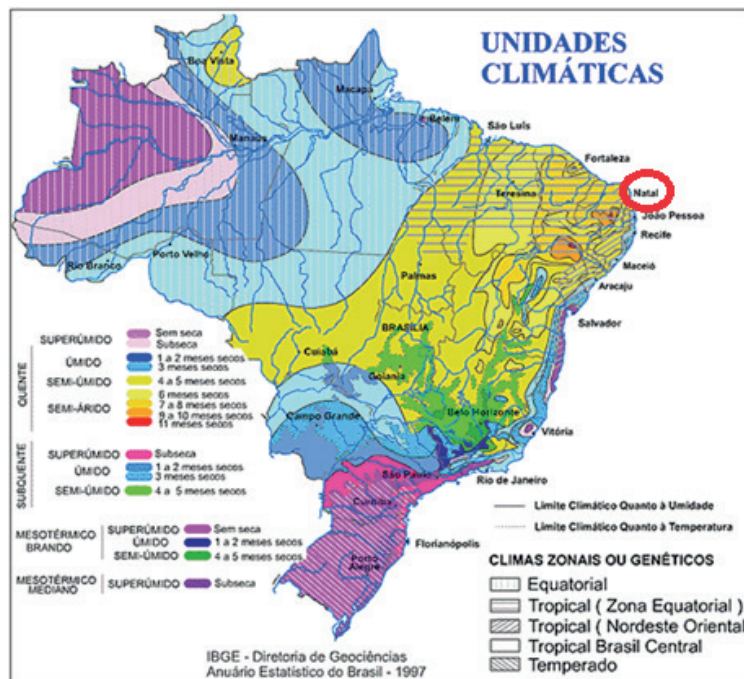 UNIDADES
CLIMÁTICAS
Boa Vista
Macapá
Belém
Manaus
São Luís
Fortaleza
Teresina
Natal
João Pessoa
Recife
Maceió
Aracaju
Salvador
Rio Branco
Porto Velho
Palmas
BRASÍLIA
Cuiabá
Goiania
Campo Grande
Belo Horizonte
Vitória
São Paulo
Rio de Janeiro
Curitiba
Florianópolis
Porto
Alegre
QUENTE
SUPERÚMIDO
Sem seca
Subseca
ÚMIDO
1 a 2 meses secos
3 meses secos
SEMI-ÚMIDO
4 a 5 meses secos
SEMI-ÁRIDO
6 meses secos
7 a 8 meses secos
9 a 10 meses secos
11 meses secos
SUBQUENTE
SUPERÚMIDO
Subseca
ÚMIDO
1 a 2 meses secos
3 meses secos
SEMI-ÚMIDO
4 a 5 meses secos
MESOTÉRMICO
BRANDO
SUPERÚMIDO
Sem seca
ÚMIDO
1 a 2 meses secos
SEMI-ÚMIDO
4 a 5 meses secos
MESOTÉRMICO
MEDIANO
SUPERÚMIDO
Subseca
Limite Climático Quanto à Umidade
Limite Climático Quanto à Temperatura
CLIMAS ZONAIS OU GENÉTICOS
Equatorial
Tropical ( Zona Equatorial )
Tropical ( Nordeste Oriental
Tropical Brasil Central
Temperado
IBGE - Diretoria de Geociências
Anuário Estatístico do Brasil - 1997